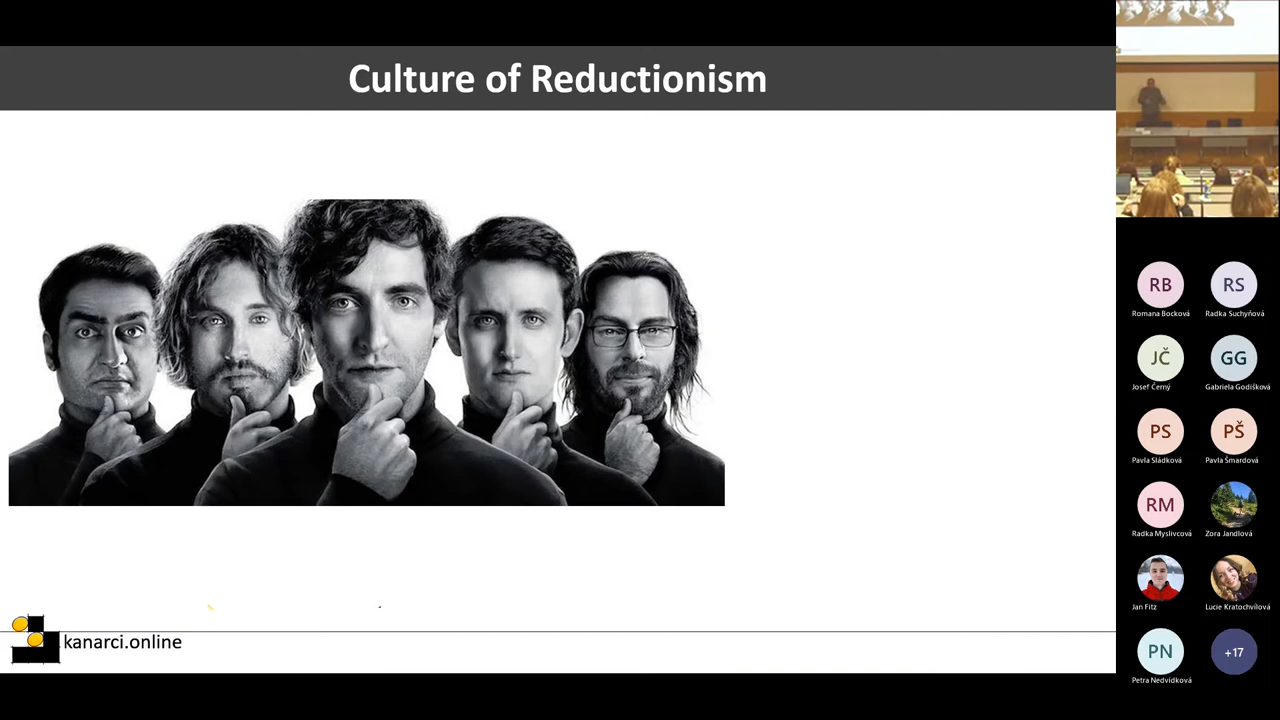 Culture of Reductionism
kanarci.online
RB
RS
Romana Bocková
Radka Suchyňová
JČ
GG
Josef Černý
Gabriela Godišková
PS
PŠ
Pavla Sládková
Pavla Šmardová
RM
Radka Myslivcová
Zora Jandlová
Jan Fitz
Lucie Kratochvílová
PN
+17
Petra Nedvídková